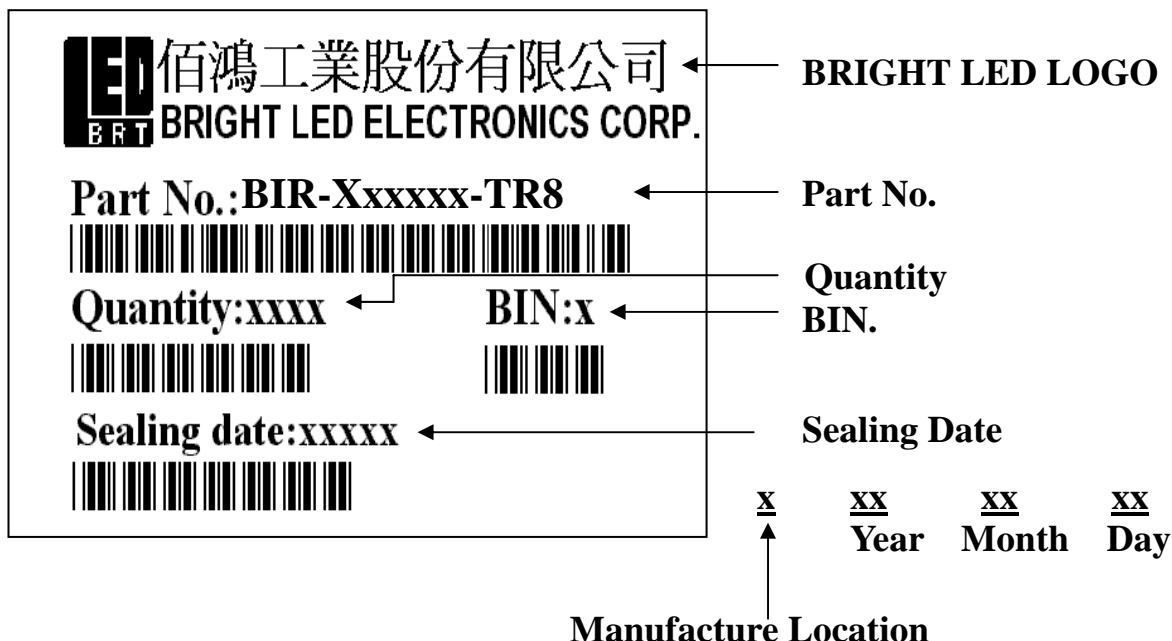 LED 佰鴻工業股份有限公司 BRIGHT LED LOGO
BRT BRIGHT LED ELECTRONICS CORP.
Part No.:BIR-Xxxxxx-TR8 Part No.
Quantity
Quantity:xxxx BIN:x BIN.
Sealing date:xxxxx Sealing Date
x xx xx xx
Year Month Day
Manufacture Location